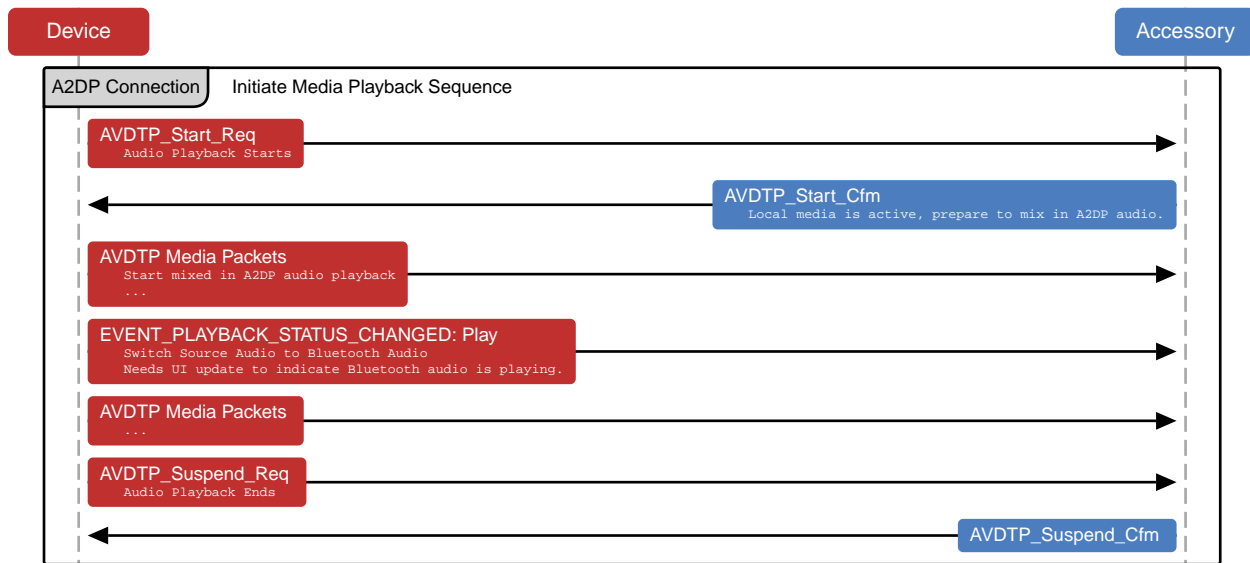 Device
Accessory
A2DP Connection
Initiate Media Playback Sequence
AVDTP_Start_Req
Audio Playback Starts
AVDTP_Start_Cfm
Local media is active, prepare to mix in A2DP audio.
AVDTP Media Packets
Start mixed in A2DP audio playback
...
EVENT_PLAYBACK_STATUS_CHANGED: Play
Switch Source Audio to Bluetooth Audio
Needs UI update to indicate Bluetooth audio is playing.
AVDTP Media Packets
...
AVDTP_Suspend_Req
Audio Playback Ends
AVDTP_Suspend_Cfm